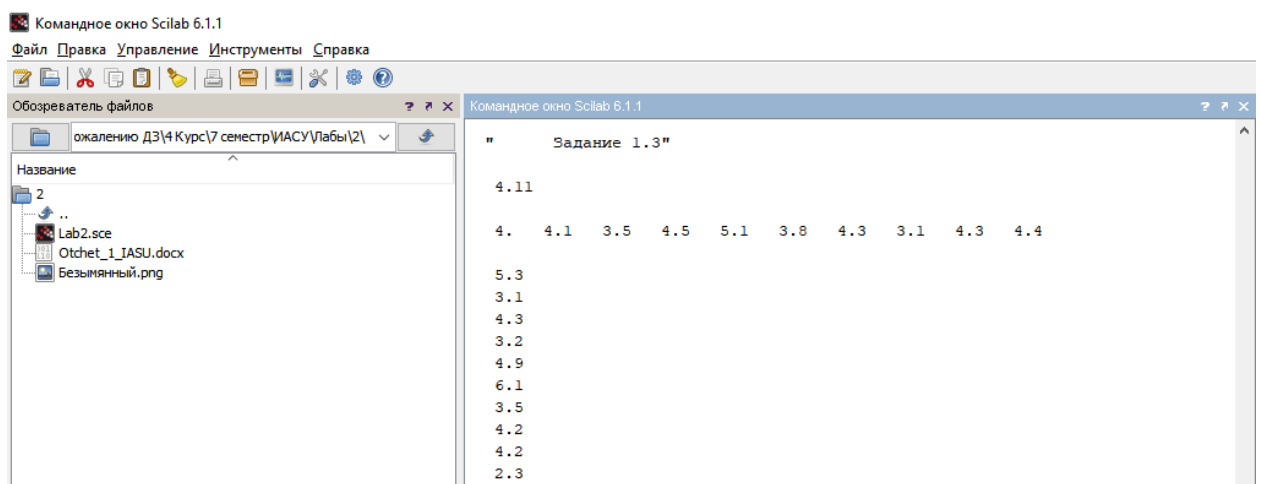 Командное окно Scilab 6.1.1
Файл Правка Управление Инструменты Справка
Обозреватель файлов
ожалению ДЗ\4 Курс\7 семестр\ИАСУ\Лабы\2\
Название
2
..
Lab2.sce
Otchet_1_IASU.docx
Безымянный.png
Командное окно Scilab 6.1.1
"      Задание 1.3"
4.11
4.   4.1   3.5   4.5   5.1   3.8   4.3   3.1   4.3   4.4
5.3
3.1
4.3
3.2
4.9
6.1
3.5
4.2
4.2
2.3